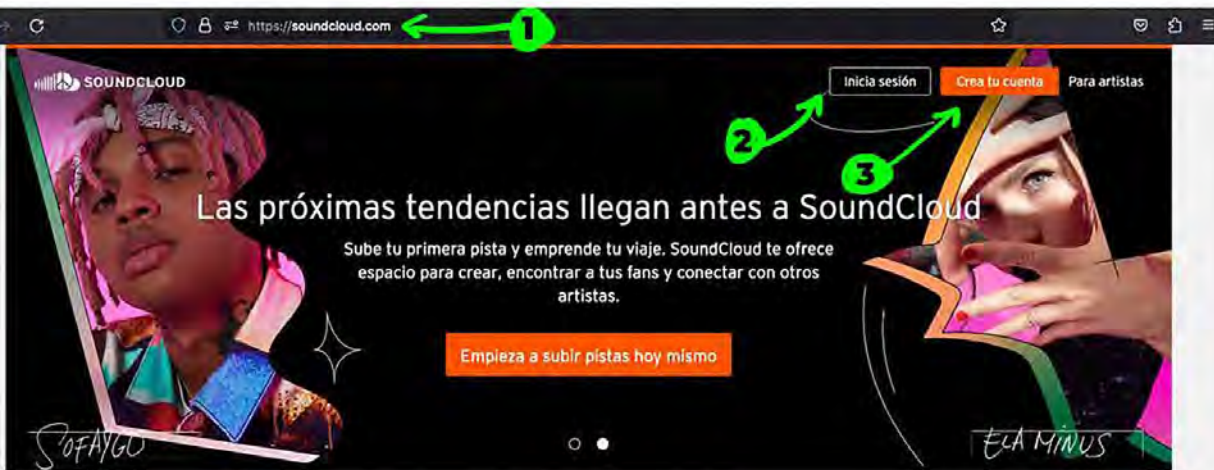 https://soundcloud.com
1
SOUNDCLOUD
Inicia sesión
Crea tu cuenta
Para artistas
2
3
Las próximas tendencias llegan antes a SoundCloud
Sube tu primera pista y emprende tu viaje. SoundCloud te ofrece
espacio para crear, encontrar a tus fans y conectar con otros
artistas.
Empieza a subir pistas hoy mismo
SOFAYGO
ELA MINUS